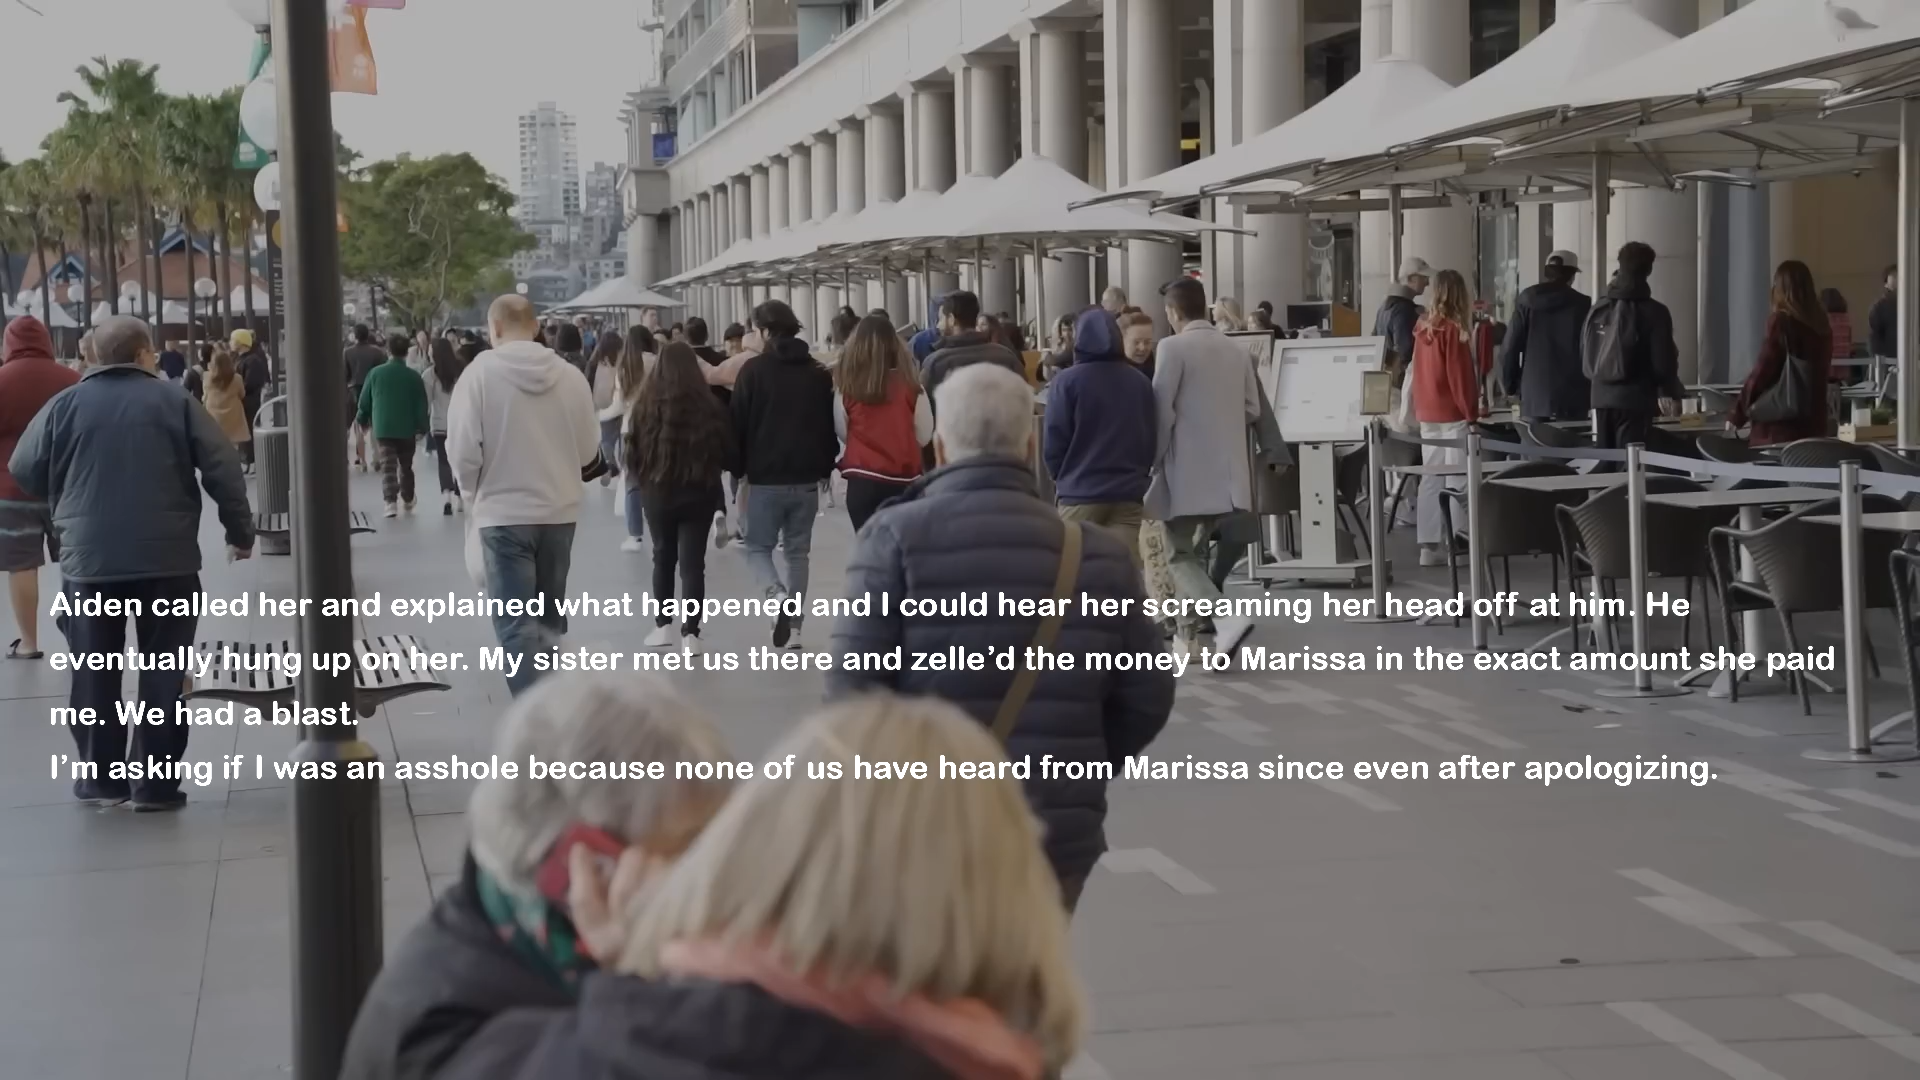 Aiden called her and explained what happened and I could hear her screaming her head off at him. He
eventually hung up on her. My sister met us there and zelle’d the money to Marissa in the exact amount she paid
me. We had a blast.
I’m asking if I was an asshole because none of us have heard from Marissa since even after apologizing.